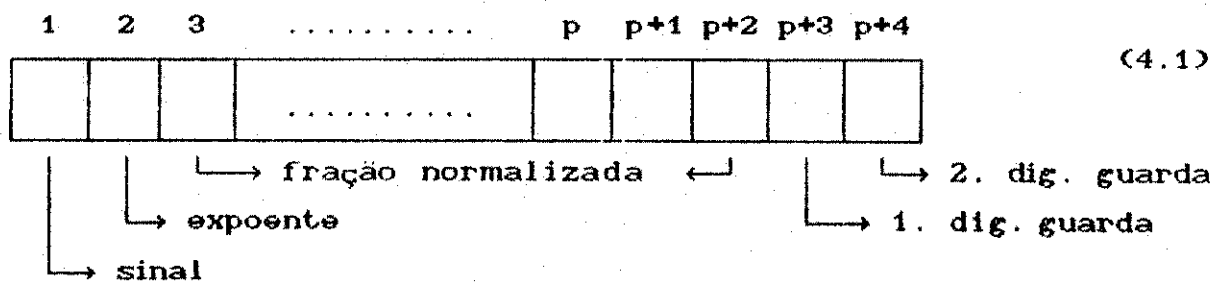 1 2 3 .......... p p+1 p+2 p+3 p+4
(4.1)
..........
fração normalizada 2. dig. guarda
expoente 1. dig. guarda
sinal